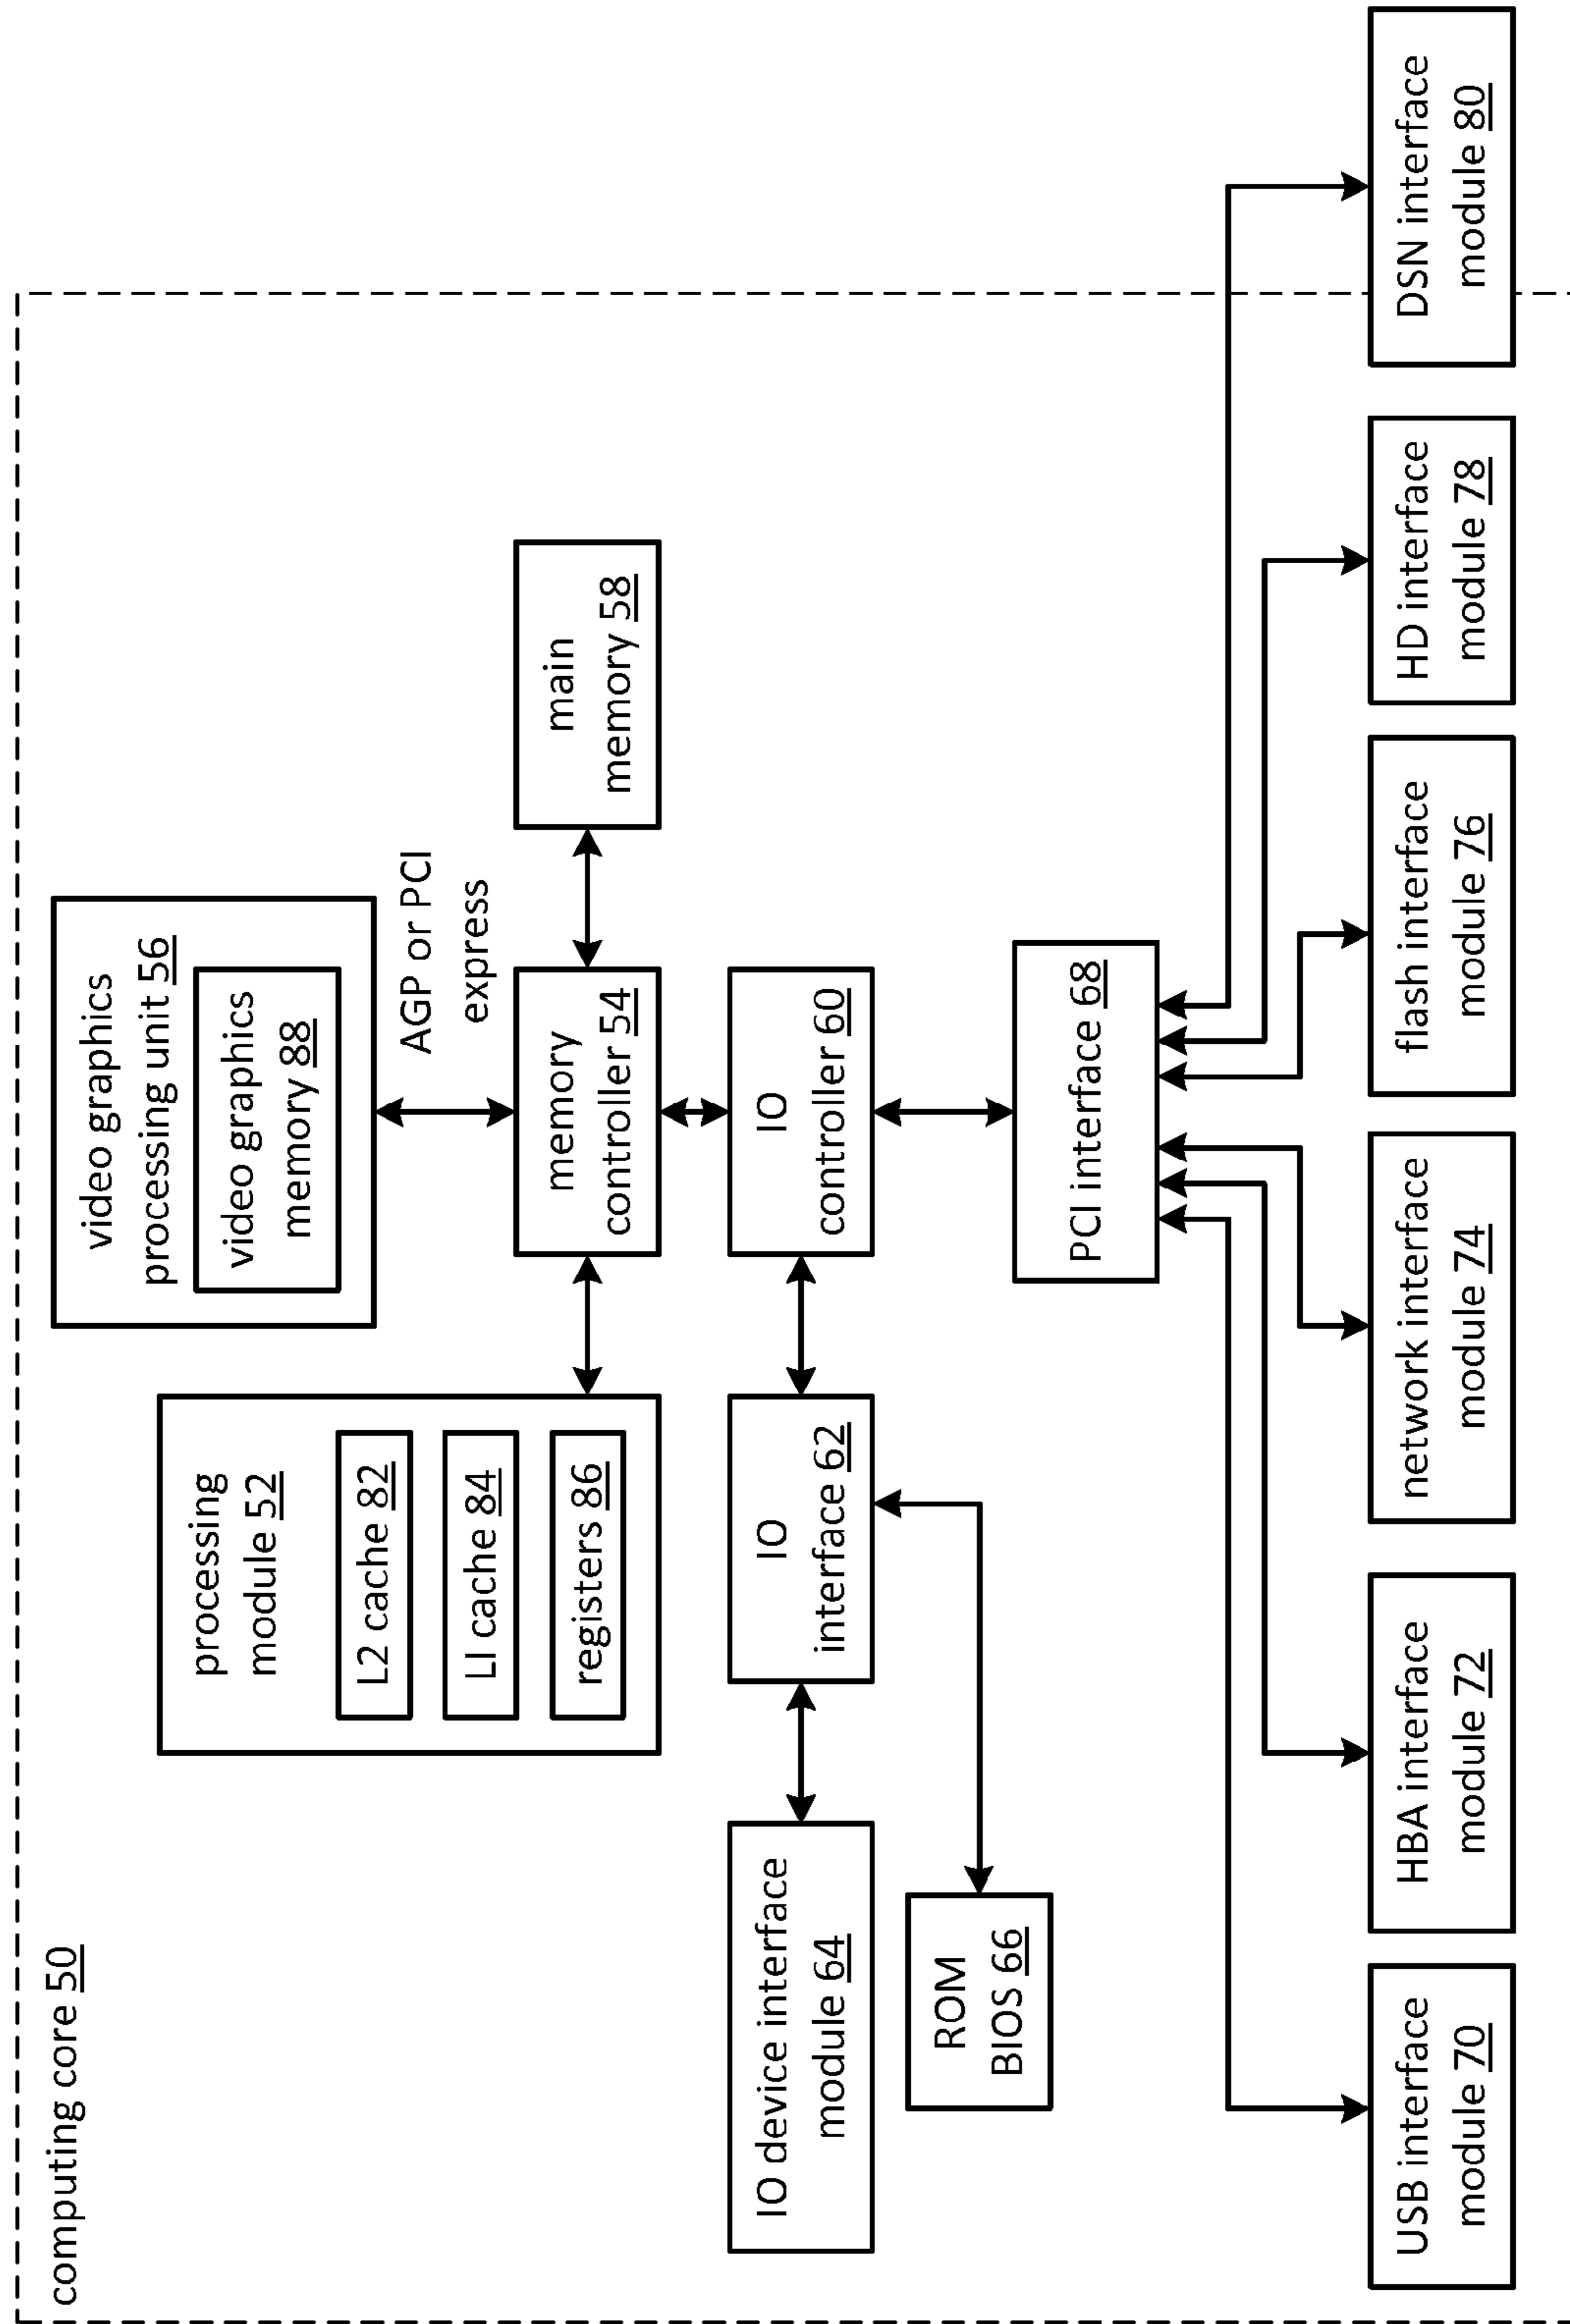 computing core 50
processing
module 52
L2 cache 82
LI cache 84
registers 86
video graphics
processing unit 56
video graphics
memory 88
AGP or PCI
express
memory
controller 54
main
memory 58
IO device interface
module 64
IO
interface 62
IO
controller 60
ROM
BIOS 66
PCI interface 68
USB interface
module 70
HBA interface
module 72
network interface
module 74
flash interface
module 76
HD interface
module 78
DSN interface
module 80